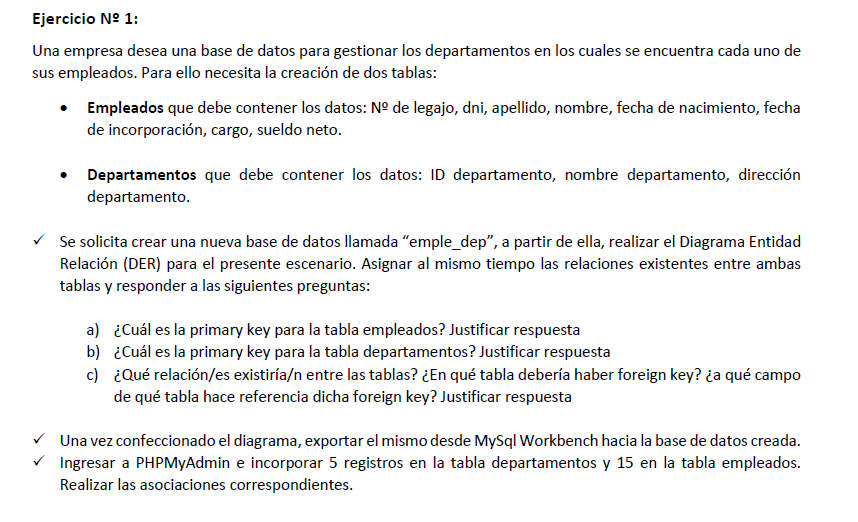 Ejercicio Nº 1:
Una empresa desea una base de datos para gestionar los departamentos en los cuales se encuentra cada uno de
sus empleados. Para ello necesita la creación de dos tablas:
• Empleados que debe contener los datos: Nº de legajo, dni, apellido, nombre, fecha de nacimiento, fecha
de incorporación, cargo, sueldo neto.
• Departamentos que debe contener los datos: ID departamento, nombre departamento, dirección
departamento.
✓ Se solicita crear una nueva base de datos llamada “emple_dep”, a partir de ella, realizar el Diagrama Entidad
Relación (DER) para el presente escenario. Asignar al mismo tiempo las relaciones existentes entre ambas
tablas y responder a las siguientes preguntas:
a) ¿Cuál es la primary key para la tabla empleados? Justificar respuesta
b) ¿Cuál es la primary key para la tabla departamentos? Justificar respuesta
c) ¿Qué relación/es existiría/n entre las tablas? ¿En qué tabla debería haber foreign key? ¿a qué campo
de qué tabla hace referencia dicha foreign key? Justificar respuesta
✓ Una vez confeccionado el diagrama, exportar el mismo desde MySql Workbench hacia la base de datos creada.
✓ Ingresar a PHPMyAdmin e incorporar 5 registros en la tabla departamentos y 15 en la tabla empleados.
Realizar las asociaciones correspondientes.